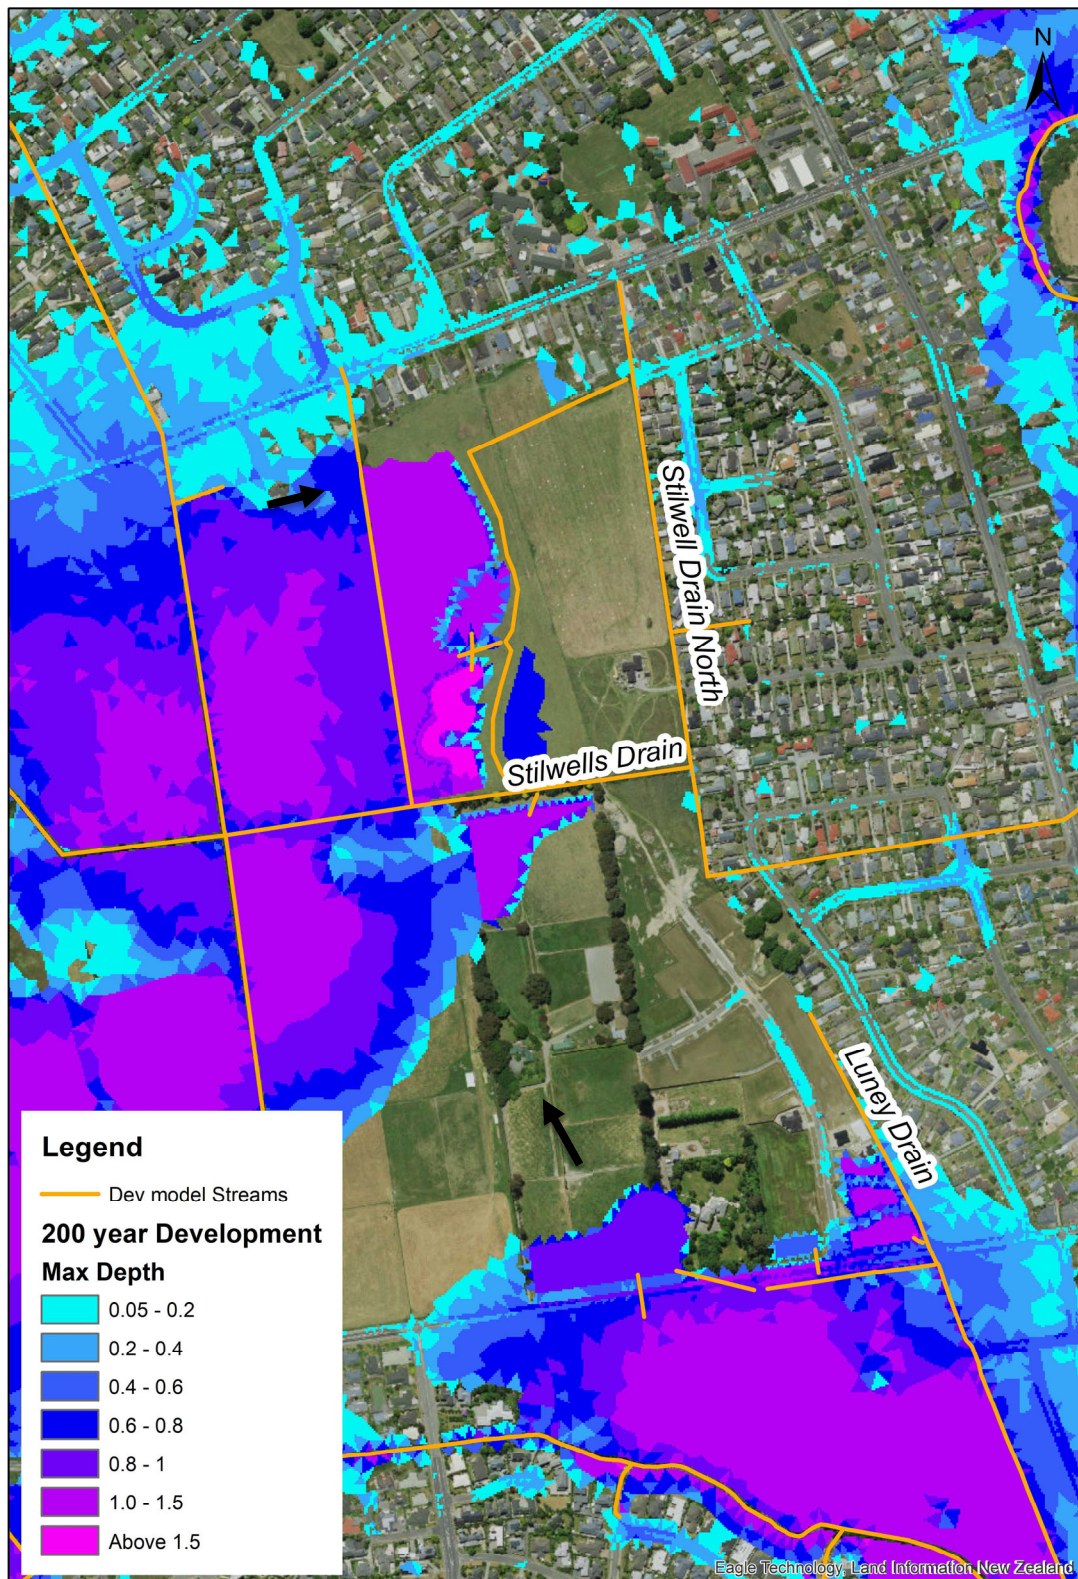 N
Stilwell Drain North
Stilwells Drain
Luney Drain
Legend
Dev model Streams
200 year Development
Max Depth
0.05 - 0.2
0.2 - 0.4
0.4 - 0.6
0.6 - 0.8
0.8 - 1
1.0 - 1.5
Above 1.5
Eagle Technology, Land Information New Zealand